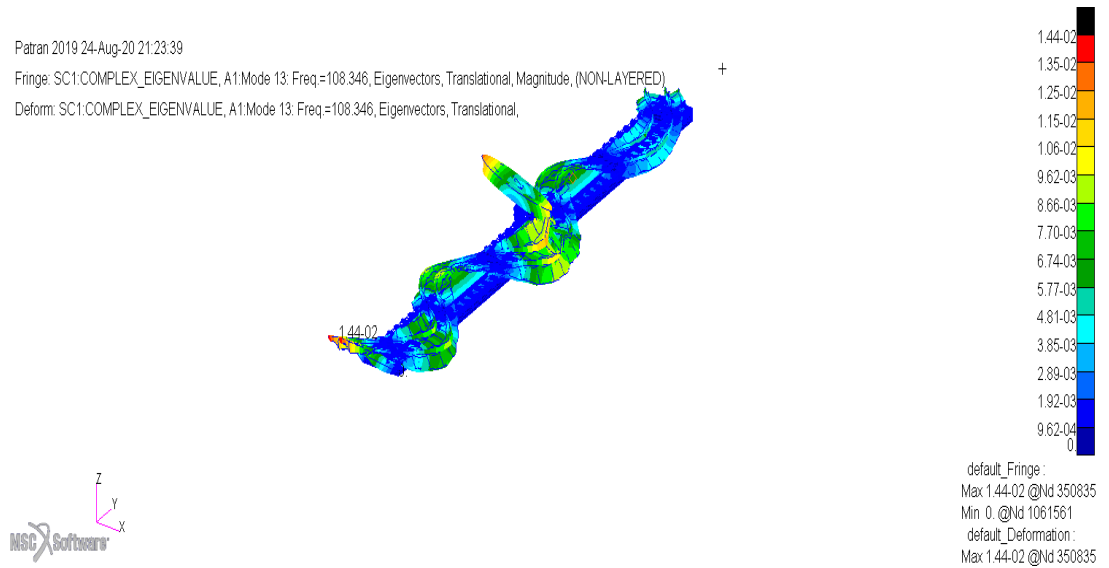 Patran 2019 24-Aug-20 21:23:39
Fringe: SC1:COMPLEX_EIGENVALUE, A1:Mode 13: Freq.=108.346, Eigenvectors, Translational, Magnitude, (NON-LAYERED)
Deform: SC1:COMPLEX_EIGENVALUE, A1:Mode 13: Freq.=108.346, Eigenvectors, Translational,
1.44-02
1.35-02
1.25-02
1.15-02
1.06-02
9.62-03
8.66-03
7.70-03
6.74-03
5.77-03
4.81-03
3.85-03
2.89-03
1.92-03
9.62-04
0.
1.44-02
default_Fringe :
Max 1.44-02 @Nd 350835
Min 0. @Nd 1061561
default_Deformation :
Max 1.44-02 @Nd 350835
Z
Y
X
MSC Software